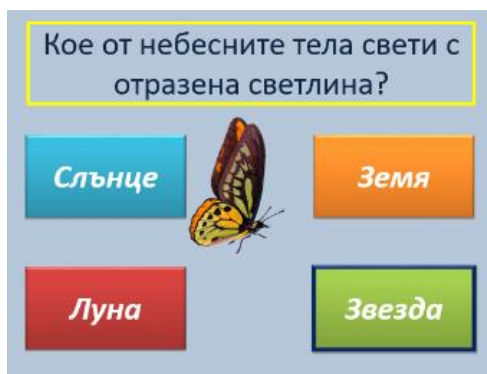 Кое от небесните тела свети с
отразена светлина?
Слънце
Земя
Луна
Звезда